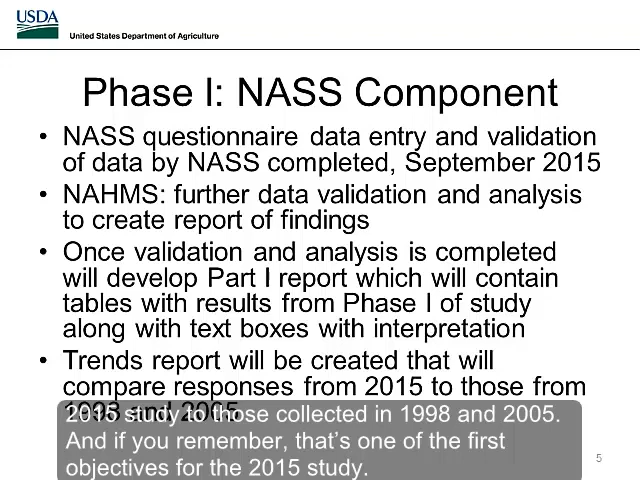 USDA
United States Department of Agriculture
Phase I: NASS Component
• NASS questionnaire data entry and validation
of data by NASS completed, September 2015
• NAHMS: further data validation and analysis
to create report of findings
• Once validation and analysis is completed
will develop Part I report which will contain
tables with results from Phase I of study
along with text boxes with interpretation
• Trends report will be created that will
compare responses from 2015 to those from
1998 and 2005
2015 study to those collected in 1998 and 2005.
And if you remember, that's one of the first
objectives for the 2015 study.
5